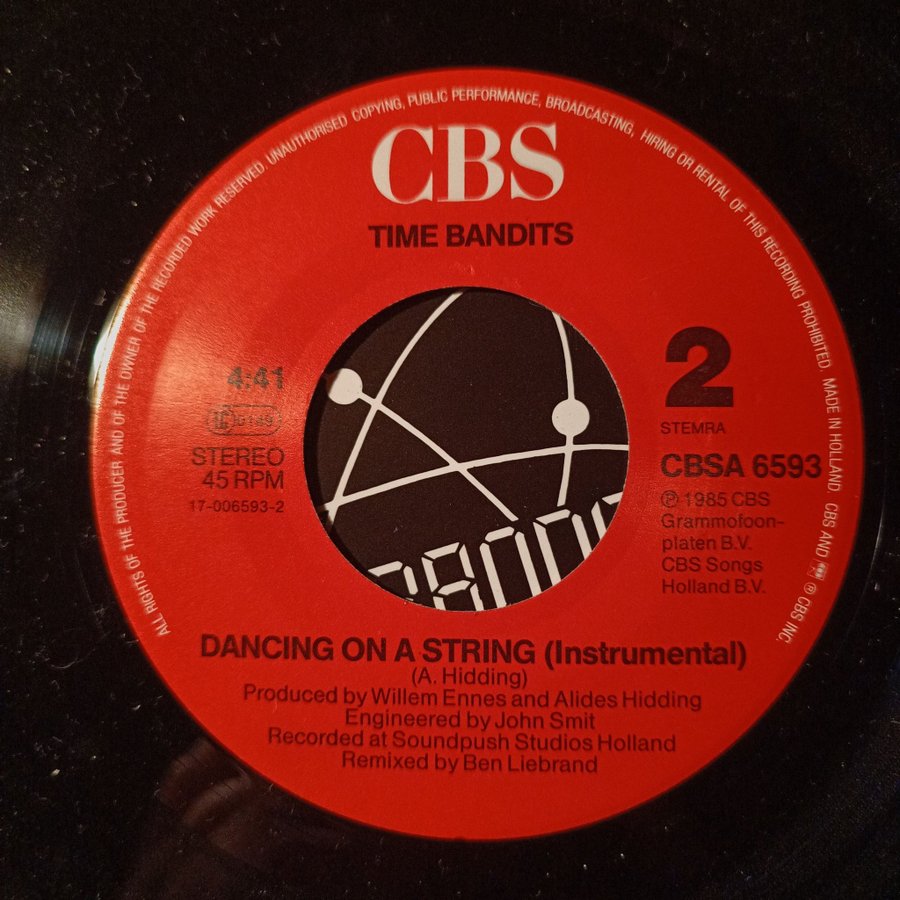 ALL RIGHTS OF THE PRODUCER AND OF THE OWNER OF THE RECORDED WORK RESERVED. UNAUTHORISED COPYING, PUBLIC PERFORMANCE, BROADCASTING, HIRING OR RENTAL OF THIS RECORDING PROHIBITED. MADE IN HOLLAND. CBS AND ® CBS INC.
CBS
TIME BANDITS
4:41
STEREO
45 RPM
17-006593-2
2
STEMRA
CBSA 6593
℗ 1985 CBS
Grammofoon-
platen B.V.
CBS Songs
Holland B.V.
DANCING ON A STRING (Instrumental)
(A. Hidding)
Produced by Willem Ennes and Alides Hidding
Engineered by John Smit
Recorded at Soundpush Studios Holland
Remixed by Ben Liebrand